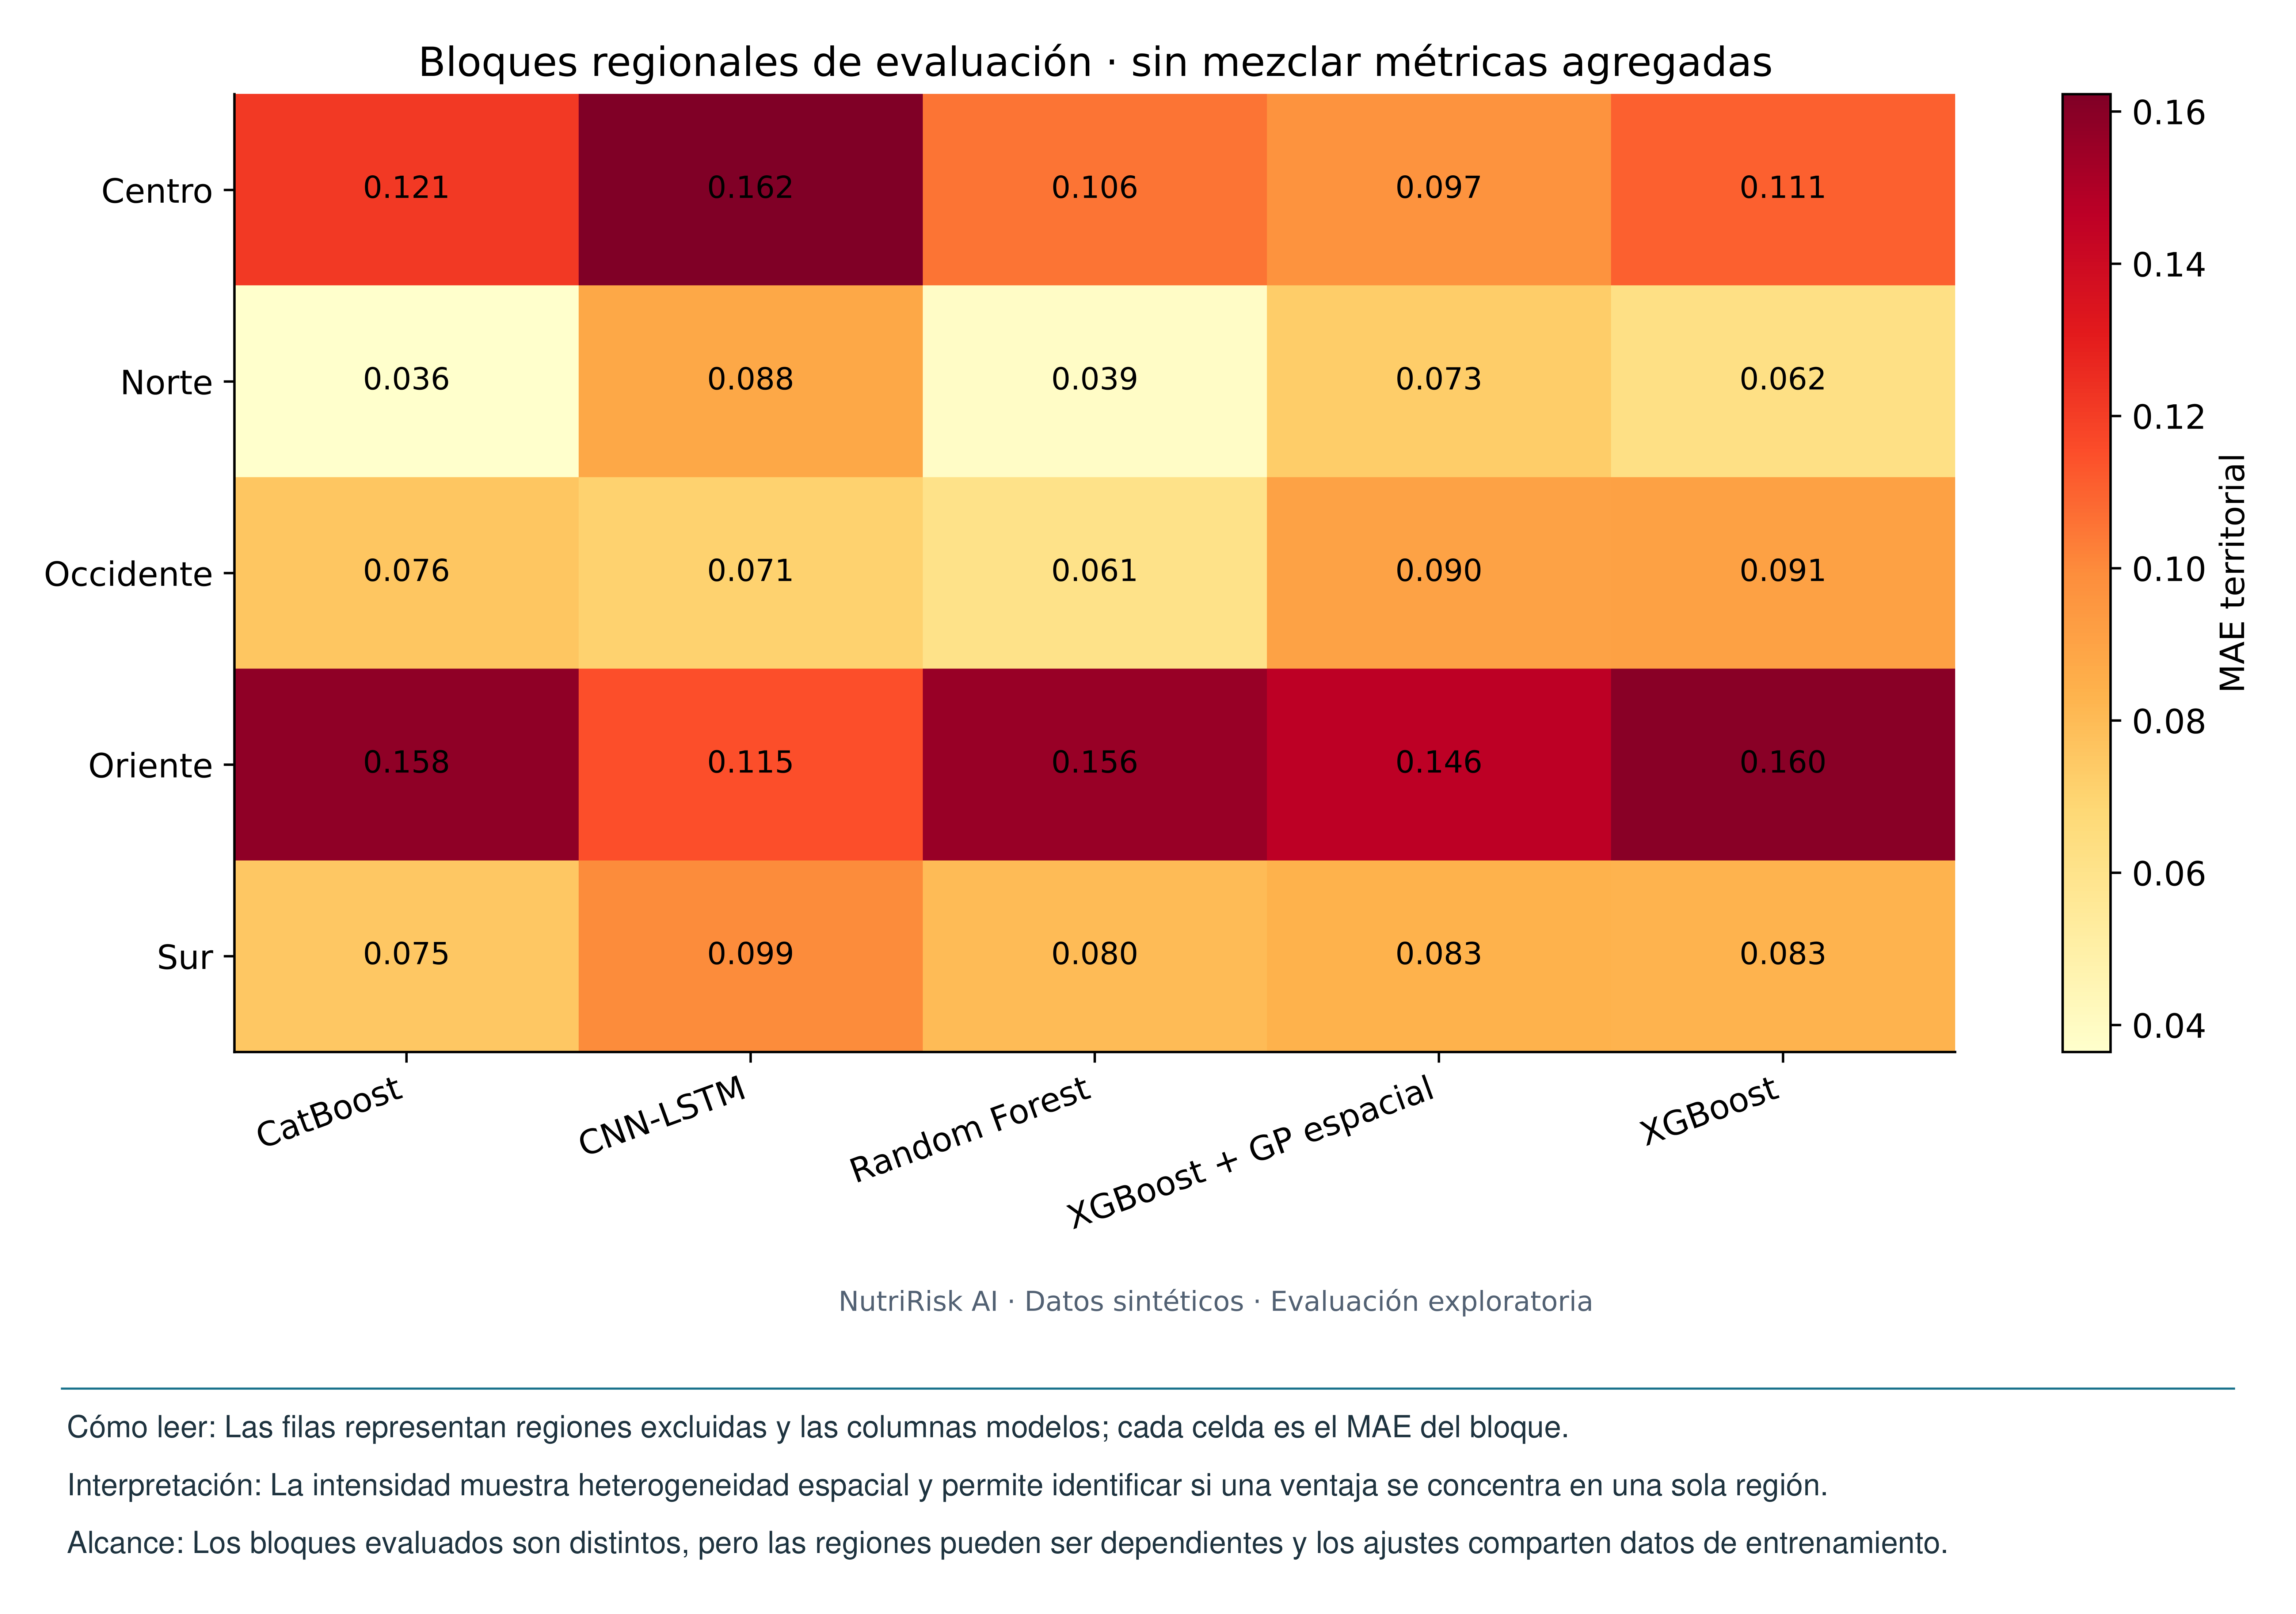 Bloques regionales de evaluación · sin mezclar métricas agregadas
Centro 0.121 0.162 0.106 0.097 0.111
Norte 0.036 0.088 0.039 0.073 0.062
Occidente 0.076 0.071 0.061 0.090 0.091
Oriente 0.158 0.115 0.156 0.146 0.160
Sur 0.075 0.099 0.080 0.083 0.083
CatBoost
CNN-LSTM
Random Forest
XGBoost + GP espacial
XGBoost
0.16
0.14
0.12
0.10
0.08
0.06
0.04
MAE territorial
NutriRisk AI · Datos sintéticos · Evaluación exploratoria
Cómo leer: Las filas representan regiones excluidas y las columnas modelos; cada celda es el MAE del bloque.
Interpretación: La intensidad muestra heterogeneidad espacial y permite identificar si una ventaja se concentra en una sola región.
Alcance: Los bloques evaluados son distintos, pero las regiones pueden ser dependientes y los ajustes comparten datos de entrenamiento.